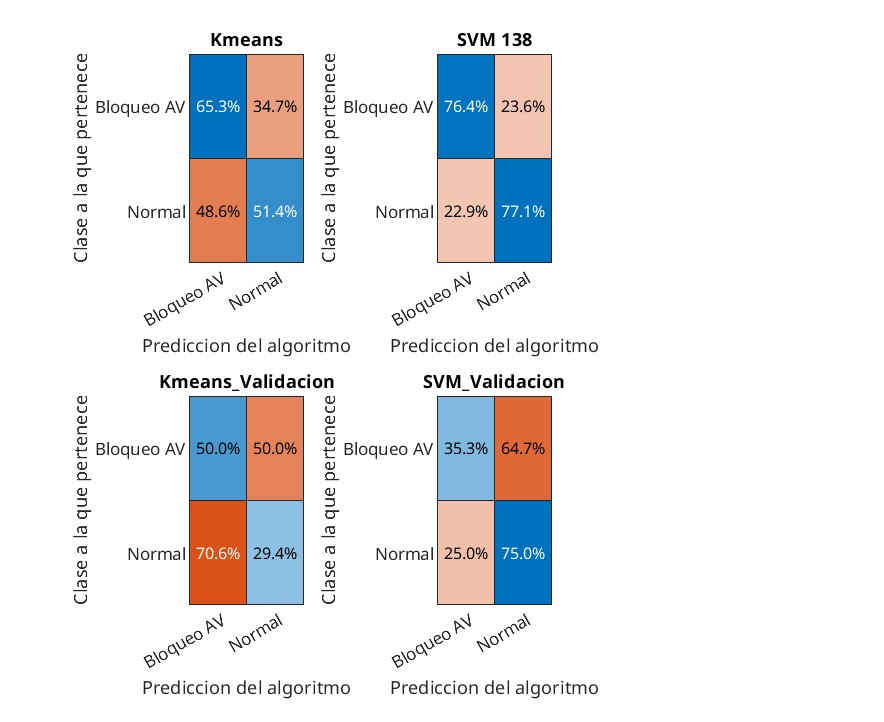 Kmeans
Clase a la que pertenece
Bloqueo AV
65.3%
34.7%
Normal
48.6%
51.4%
Bloqueo AV
Normal
Prediccion del algoritmo
SVM 138
Clase a la que pertenece
Bloqueo AV
76.4%
23.6%
Normal
22.9%
77.1%
Bloqueo AV
Normal
Prediccion del algoritmo
Kmeans_Validacion
Clase a la que pertenece
Bloqueo AV
50.0%
50.0%
Normal
70.6%
29.4%
Bloqueo AV
Normal
Prediccion del algoritmo
SVM_Validacion
Clase a la que pertenece
Bloqueo AV
35.3%
64.7%
Normal
25.0%
75.0%
Bloqueo AV
Normal
Prediccion del algoritmo